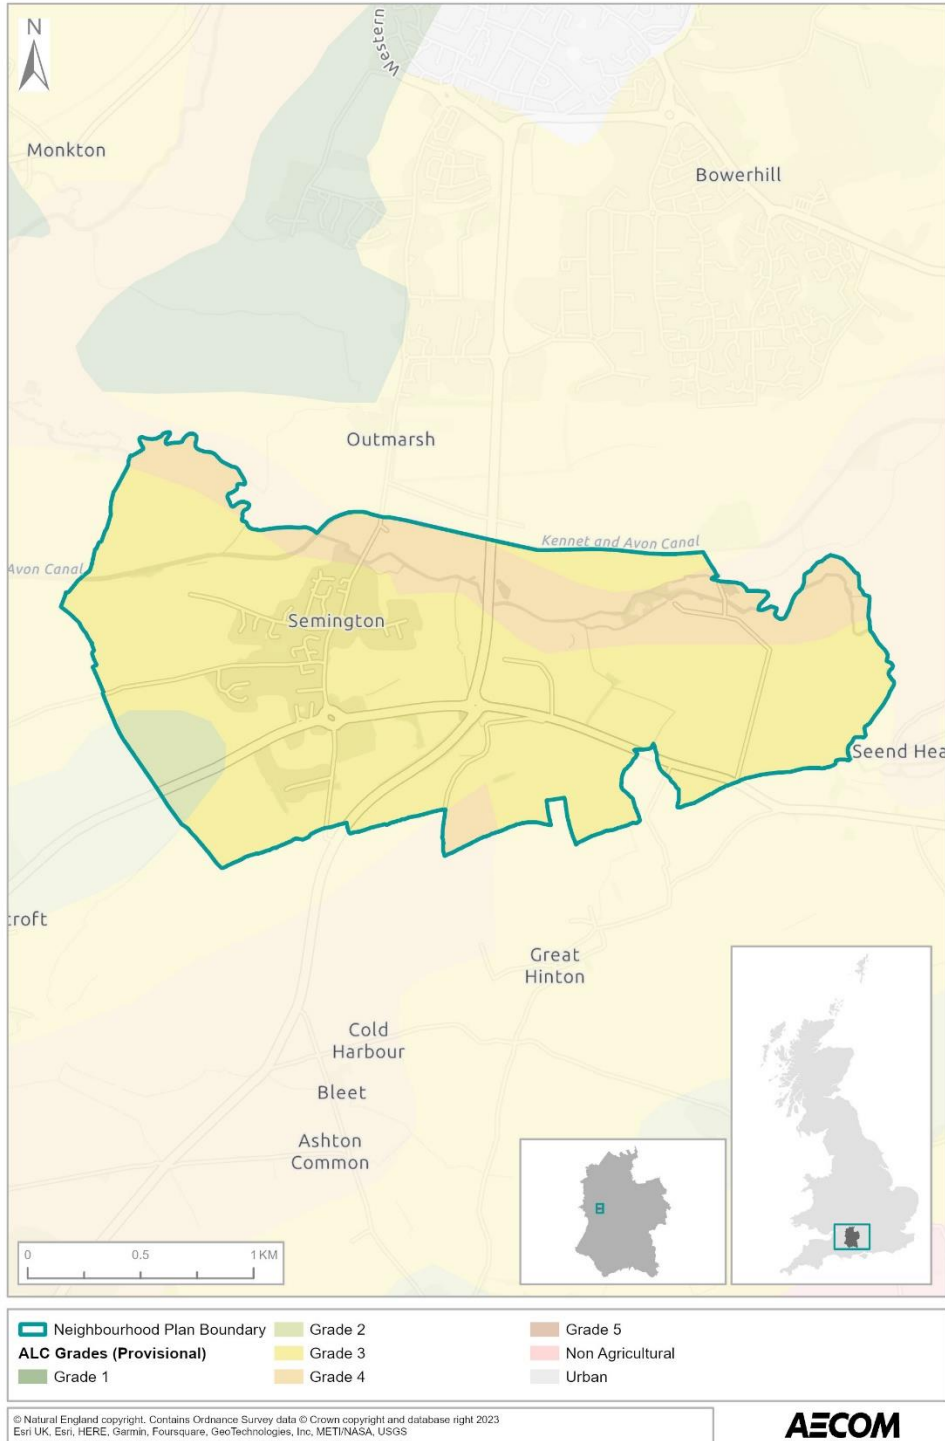 N
Western
Monkton
Bowerhill
Outmarsh
Kennet and Avon Canal
Avon Canal
Semington
Seend Hea
croft
Great
Hinton
Cold
Harbour
Bleet
Ashton
Common
0 0.5 1 KM
Neighbourhood Plan Boundary
ALC Grades (Provisional)
Grade 1
Grade 2
Grade 3
Grade 4
Grade 5
Non Agricultural
Urban
© Natural England copyright. Contains Ordnance Survey data © Crown copyright and database right 2023
Esri UK, Esri, HERE, Garmin, Foursquare, GeoTechnologies, Inc, METI/NASA, USGS
AECOM